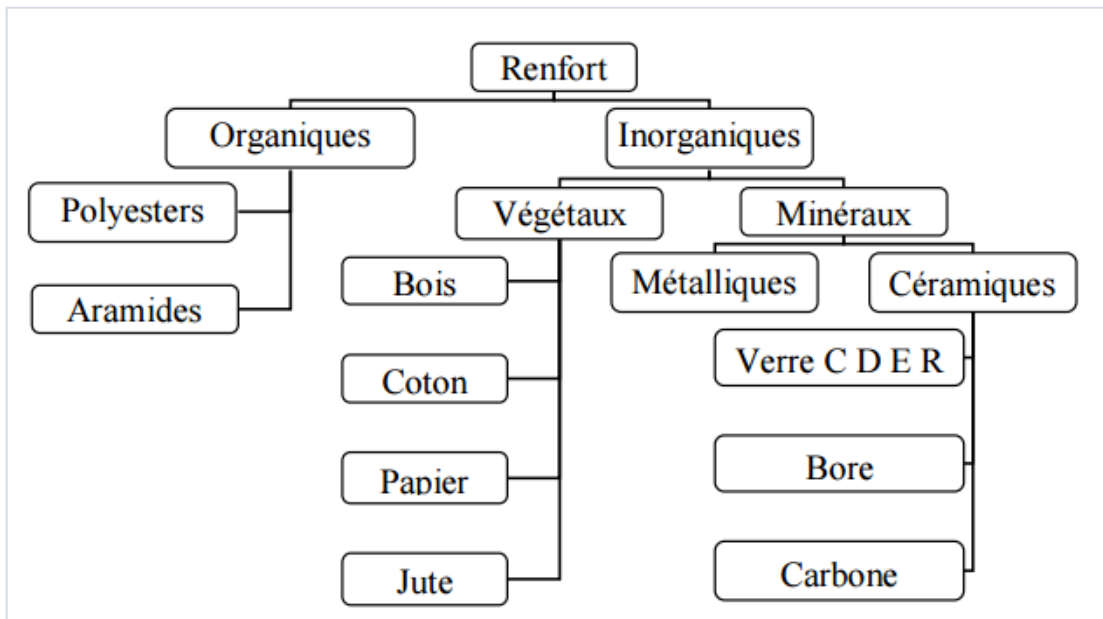 Renfort
Organiques
Inorganiques
Polyesters
Aramides
Végétaux
Minéraux
Bois
Coton
Papier
Jute
Métalliques
Céramiques
Verre C D E R
Bore
Carbone